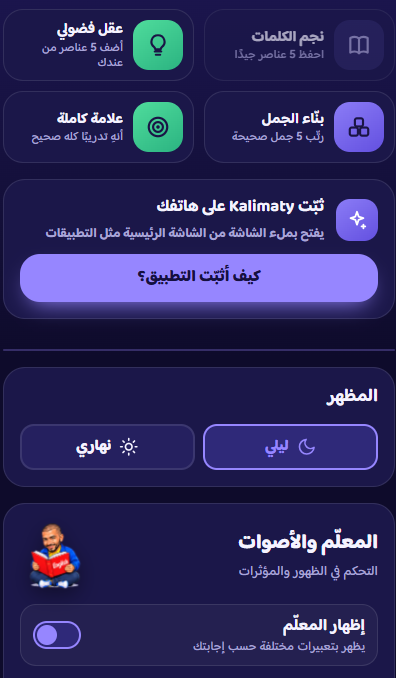 نجم الكلمات
احفظ 5 عناصر جيدًا
عقل فضولي
أضف 5 عناصر من
عندك
بنّاء الجمل
رتّب 5 جمل صحيحة
علامة كاملة
أنهِ تدريبًا كله صحيح
ثبّت Kalimaty على هاتفك
يفتح بملء الشاشة من الشاشة الرئيسية مثل التطبيقات
كيف أثبّت التطبيق؟
المظهر
ليلي
نهاري
المعلّم والأصوات
التحكم في الظهور والمؤثرات
English
إظهار المعلّم
يظهر بتعبيرات مختلفة حسب إجابتك